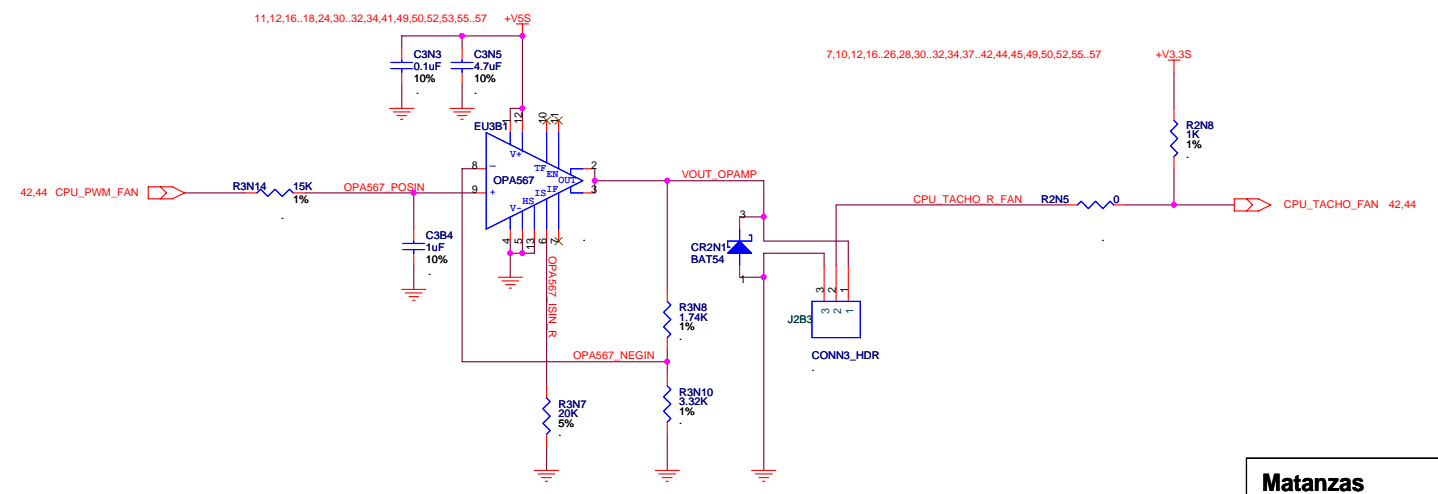 11,12,16..18,24,30..32,34,41,49,50,52,53,55..57 +V5S
7,10,12,16..26,28,30..32,34,37..42,44,45,49,50,52,55..57 +V3.3S
C3N3
0.1uF
10%
C3N5
4.7uF
10%
EU3B1
1
12
10
11
V+
TF
EN
OUT
OPA567
8
9
2
3
V-
HS
IS
IF
4
5
13
6
7
42,44 CPU_PWM_FAN
R3N14 15K
1%
OPA567_POSIN
C3B4
1uF
10%
OPA567_ISIN_R
VOUT_OPAMP
R3N8
1.74K
1%
OPA567_NEGIN
R3N10
3.32K
1%
R3N7
20K
5%
3
CR2N1
BAT54
1
CPU_TACHO_R_FAN R2N5 0
R2N8
1K
1%
CPU_TACHO_FAN 42,44
3 2 1
3 2 1
J2B3
CONN3_HDR
Matanzas